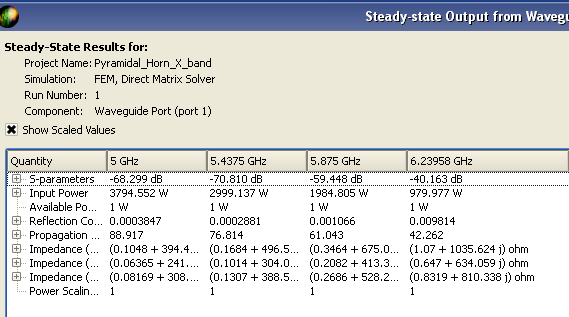 Steady-state Output from Wavegu
Steady-State Results for:
Project Name: Pyramidal_Horn_X_band
Simulation: FEM, Direct Matrix Solver
Run Number: 1
Component: Waveguide Port (port 1)
Show Scaled Values
Quantity 5 GHz 5.4375 GHz 5.875 GHz 6.23958 GHz
S-parameters -68.299 dB -70.810 dB -59.448 dB -40.163 dB
Input Power 3794.552 W 2999.137 W 1984.805 W 979.977 W
Available Po... 1 W 1 W 1 W 1 W
Reflection Co... 0.0003847 0.0002881 0.001066 0.009814
Propagation ... 88.917 76.814 61.043 42.262
Impedance (... (0.1048 + 394.4... (0.1684 + 496.5... (0.3464 + 675.0... (1.07 + 1035.624 j) ohm
Impedance (... (0.06365 + 241.... (0.1014 + 304.0... (0.2082 + 413.3... (0.647 + 634.059 j) ohm
Impedance (... (0.08169 + 308.... (0.1307 + 388.5... (0.2686 + 528.2... (0.8319 + 810.338 j) ohm
Power Scalin... 1 1 1 1